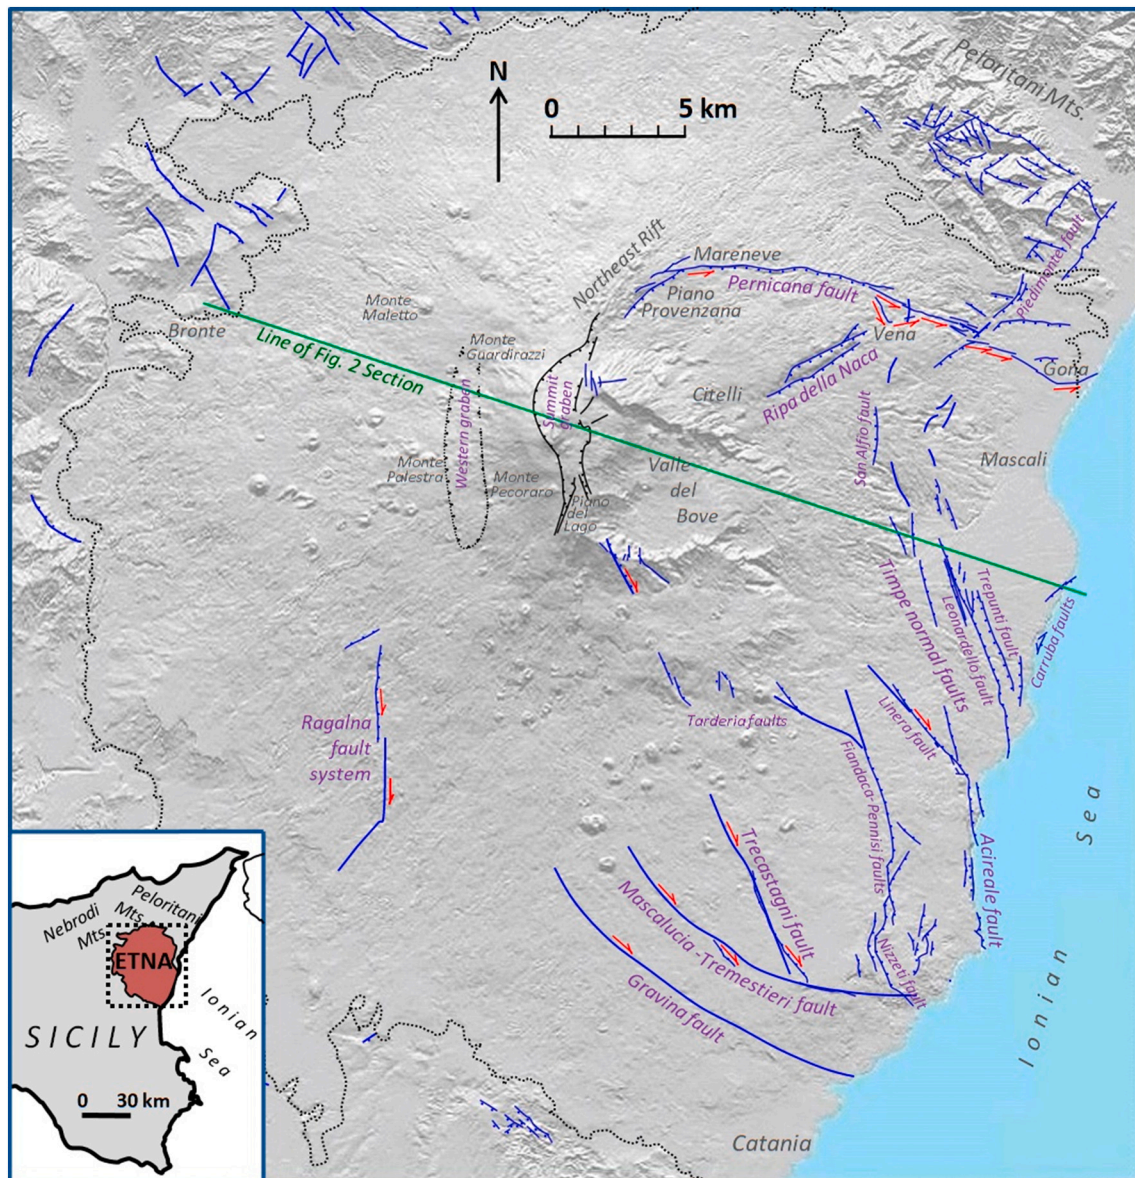 Peloritani Mts.
N
0 5 km
Northeast Rift
Mareneve
Pernicana fault
Piano
Provenzana
Piedimonte fault
Monte
Maletto
Bronte
Line of Fig. 2 Section
Monte
Guardirazzi
Vena
Gona
Ripa della Naca
Citelli
Summit
graben
Western graben
San Alfio fault
Mascali
Monte
Palestra
Monte
Pecoraro
Piano
del
Lago
Valle
del
Bove
Timpe normal faults
Trepunti fault
Leonardello fault
Carruba faults
Ragalna
fault
system
Tarderia faults
Linera fault
Fiandaca- Pennisi faults
Trecastagni fault
Acireale fault
Mascalucia -Tremestieri fault
Nizzeti fault
Gravina fault
Ionian Sea
Catania
Nebrodi
Mts.
Peloritani
Mts.
ETNA
SICILY
Ionian
Sea
0 30 km